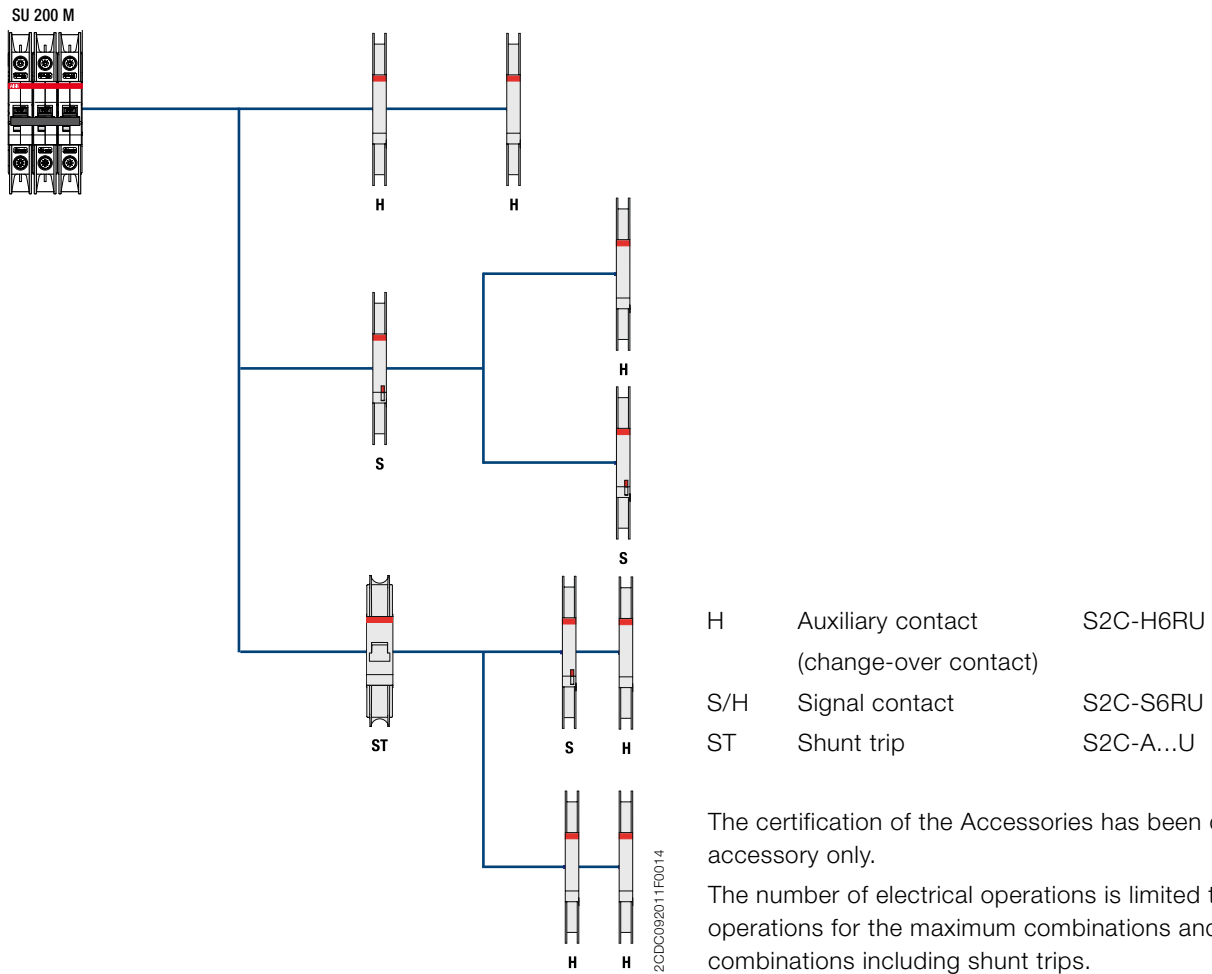 SU 200 M
ABB
H H
H
S
S
ST S H
H H
2CDC092011F0014
H Auxiliary contact S2C-H6RU
(change-over contact)
S/H Signal contact S2C-S6RU
ST Shunt trip S2C-A...U
The certification of the Accessories has been
accessory only.
The number of electrical operations is limited
operations for the maximum combinations and
combinations including shunt trips.